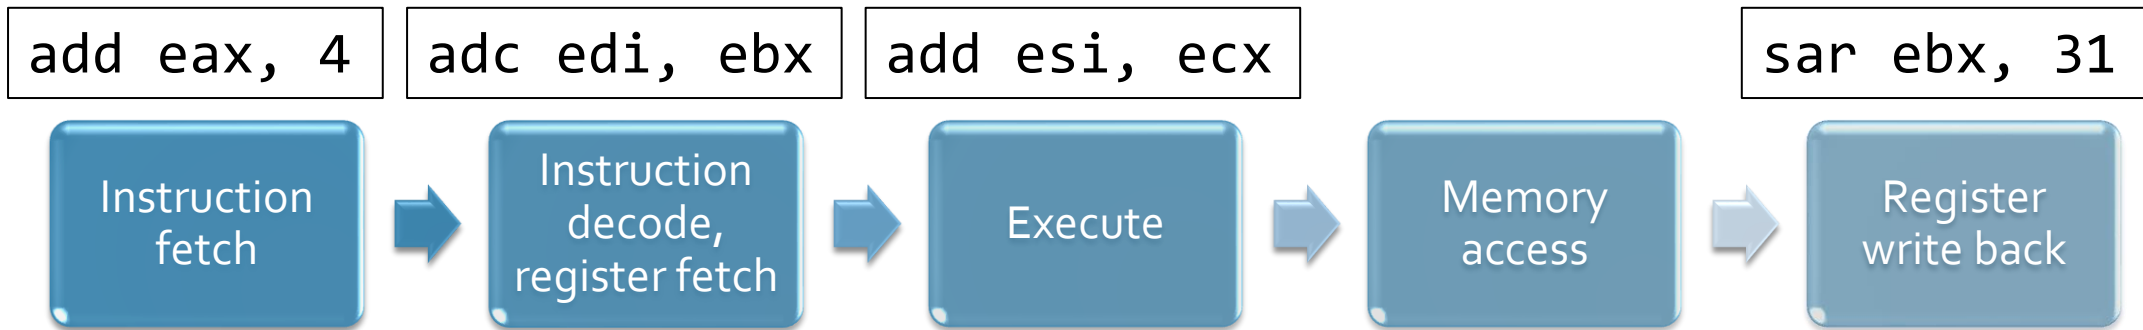 add eax, 4
adc edi, ebx
add esi, ecx
sar ebx, 31
Instruction
fetch
Instruction
decode,
register fetch
Execute
Memory
access
Register
write back